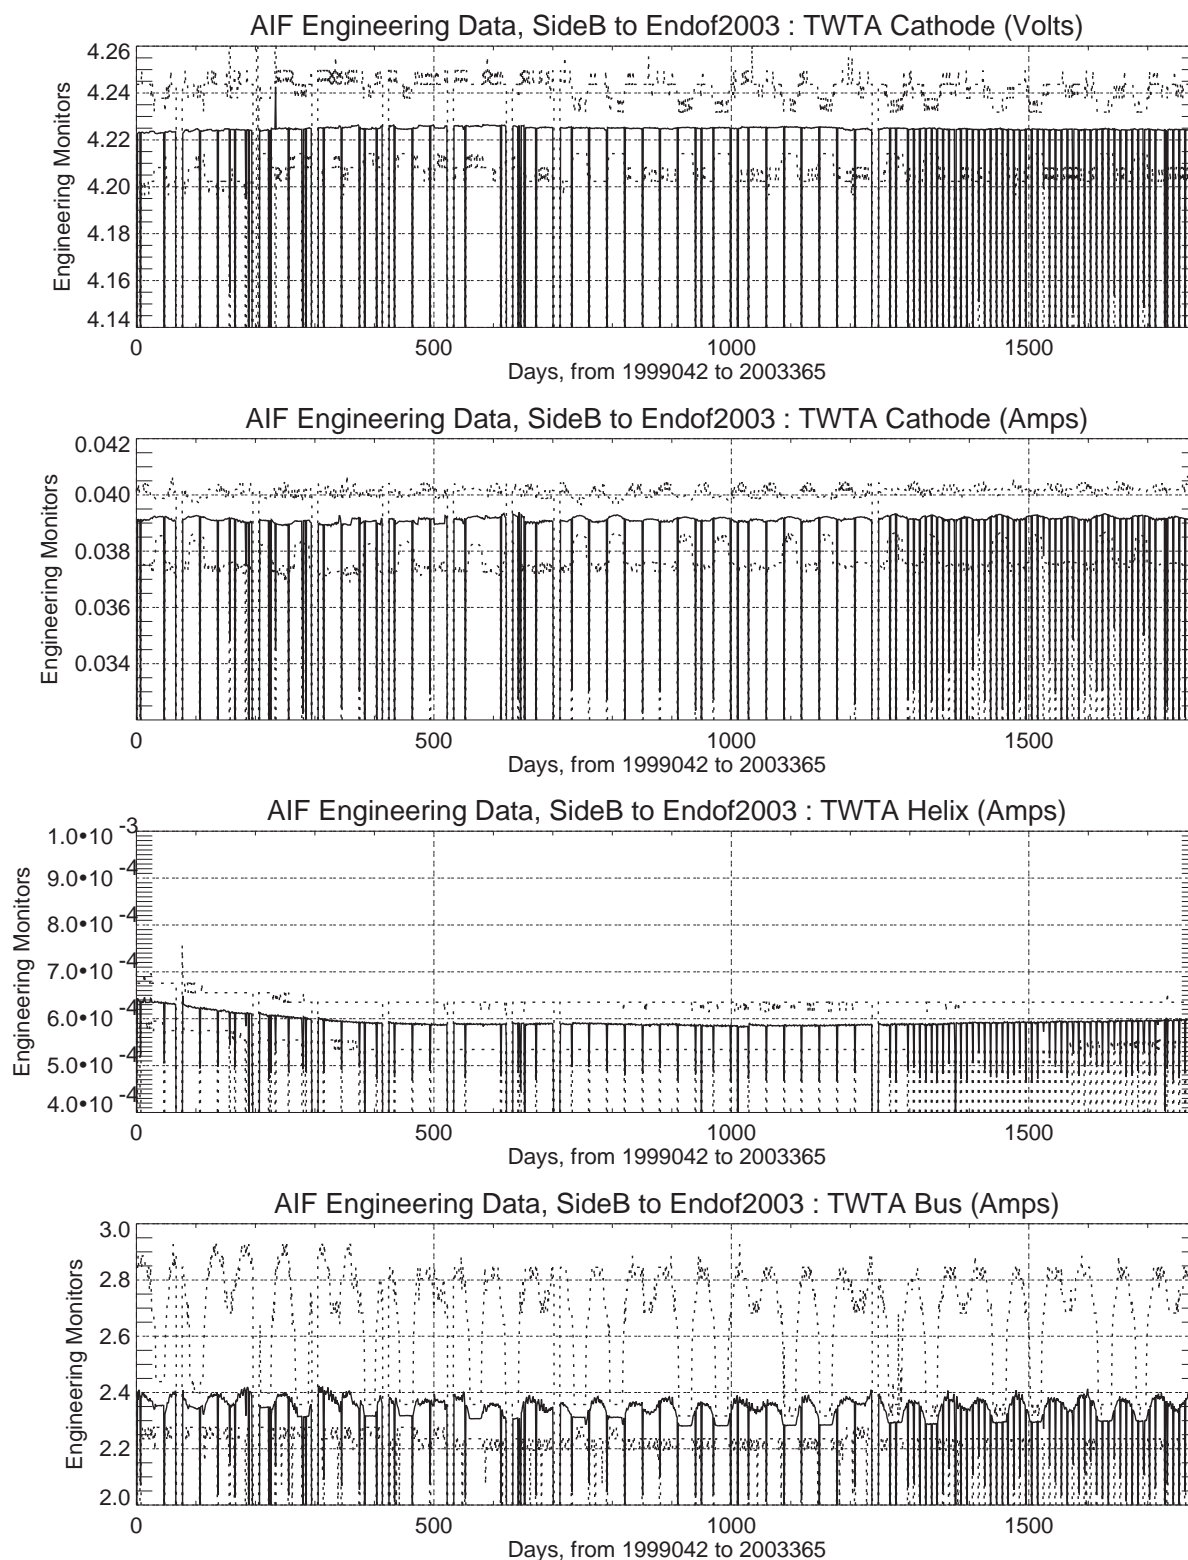 AIF Engineering Data, SideB to Endof2003 : TWTA Cathode (Volts)
Engineering Monitors
4.26
4.24
4.22
4.20
4.18
4.16
4.14
0 500 1000 1500
Days, from 1999042 to 2003365
AIF Engineering Data, SideB to Endof2003 : TWTA Cathode (Amps)
Engineering Monitors
0.042
0.040
0.038
0.036
0.034
0 500 1000 1500
Days, from 1999042 to 2003365
AIF Engineering Data, SideB to Endof2003 : TWTA Helix (Amps)
Engineering Monitors
1.0•10 -3
9.0•10 -4
8.0•10 -4
7.0•10 -4
6.0•10 -4
5.0•10 -4
4.0•10 -4
0 500 1000 1500
Days, from 1999042 to 2003365
AIF Engineering Data, SideB to Endof2003 : TWTA Bus (Amps)
Engineering Monitors
3.0
2.8
2.6
2.4
2.2
2.0
0 500 1000 1500
Days, from 1999042 to 2003365